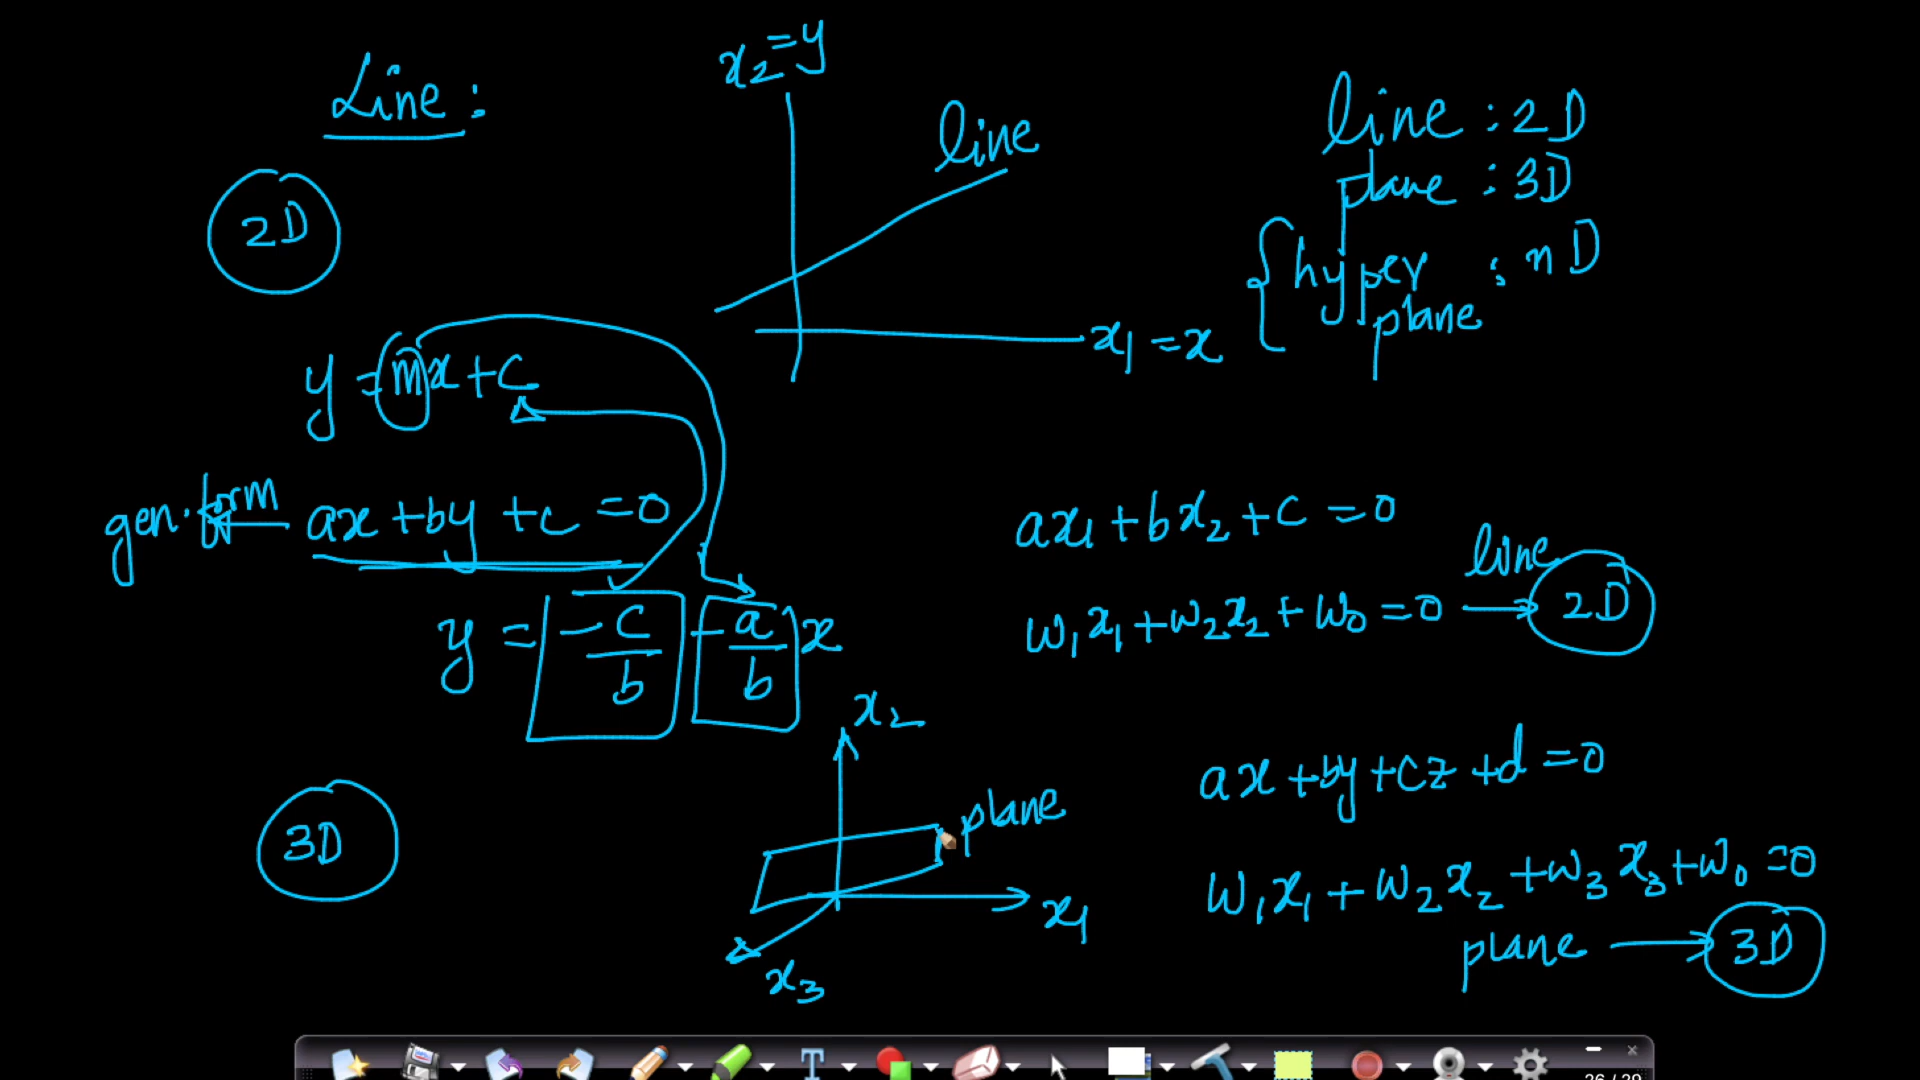 Line :
2D
x₂ = y
line
x₁ = x
line : 2D
plane : 3D
{ hyper plane : nD
y = mx + c
gen. form ← ax + by + c = 0
y = -c/b - a/b x
ax₁ + bx₂ + c = 0
w₁x₁ + w₂x₂ + w₀ = 0 → line 2D
3D
x₂
plane
x₁
x₃
ax + by + cz + d = 0
w₁x₁ + w₂x₂ + w₃x₃ + w₀ = 0
plane → 3D
T